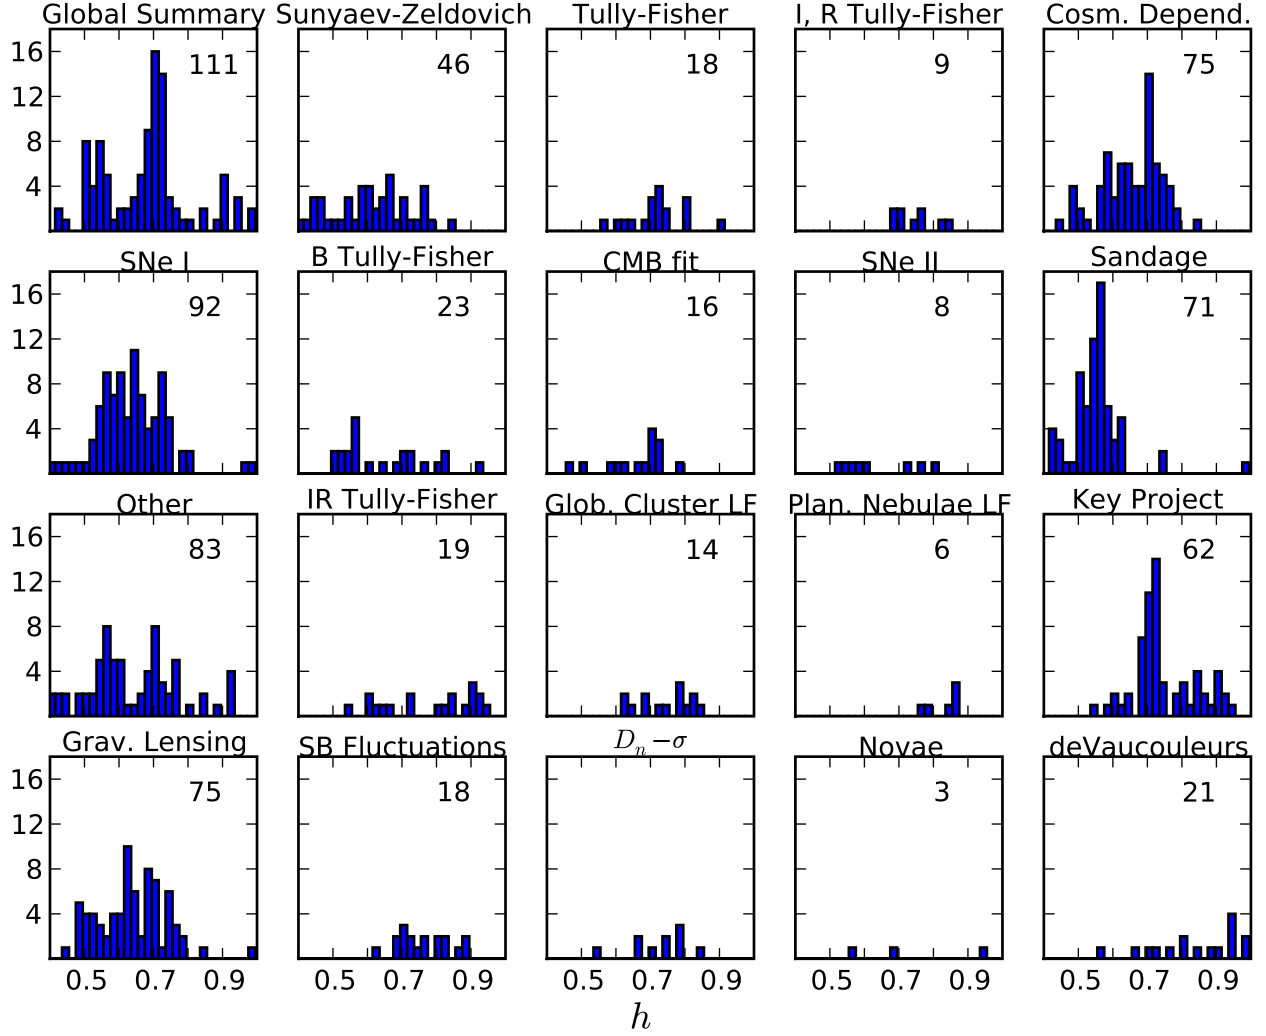 Global Summary Sunyaev-Zeldovich Tully-Fisher I, R Tully-Fisher Cosm. Depend.
16 111 46 18 9 75
12
8
4
SNe I B Tully-Fisher CMB fit SNe II Sandage
16 92 23 16 8 71
12
8
4
Other IR Tully-Fisher Glob. Cluster LF Plan. Nebulae LF Key Project
16 83 19 14 6 62
12
8
4
Grav. Lensing SB Fluctuations Dₙ−σ Novae deVaucouleurs
16 75 18 3 21
12
8
4
0.5 0.7 0.9 0.5 0.7 0.9 0.5 0.7 0.9 0.5 0.7 0.9 0.5 0.7 0.9
h